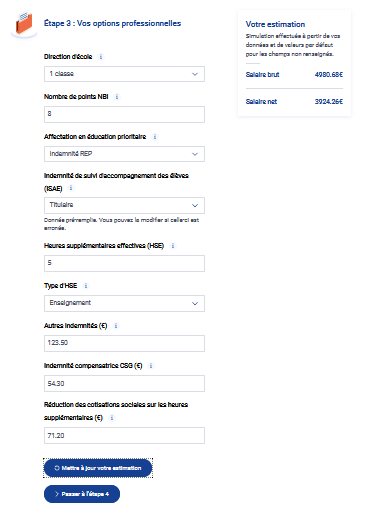 Étape 3 : Vos options professionnelles
Direction d'école i
1 classe
Nombre de points NBI i
8
Affectation en éducation prioritaire i
Indemnité REP
Indemnité de suivi d'accompagnement des élèves
(ISAE) i
Titulaire
Donnée préremplie. Vous pouvez la modifier si celle-ci est
erronée.
Heures supplémentaires effectives (HSE) i
5
Type d'HSE i
Enseignement
Autres indemnités (€) i
123.50
Indemnité compensatrice CSG (€) i
54.30
Réduction des cotisations sociales sur les heures
supplémentaires (€) i
71.20
Mettre à jour votre estimation
Passer à l'étape 4
Votre estimation
Simulation effectuée à partir de vos
données et de valeurs par défaut
pour les champs non renseignés.
Salaire brut 4980.68€
Salaire net 3924.26€